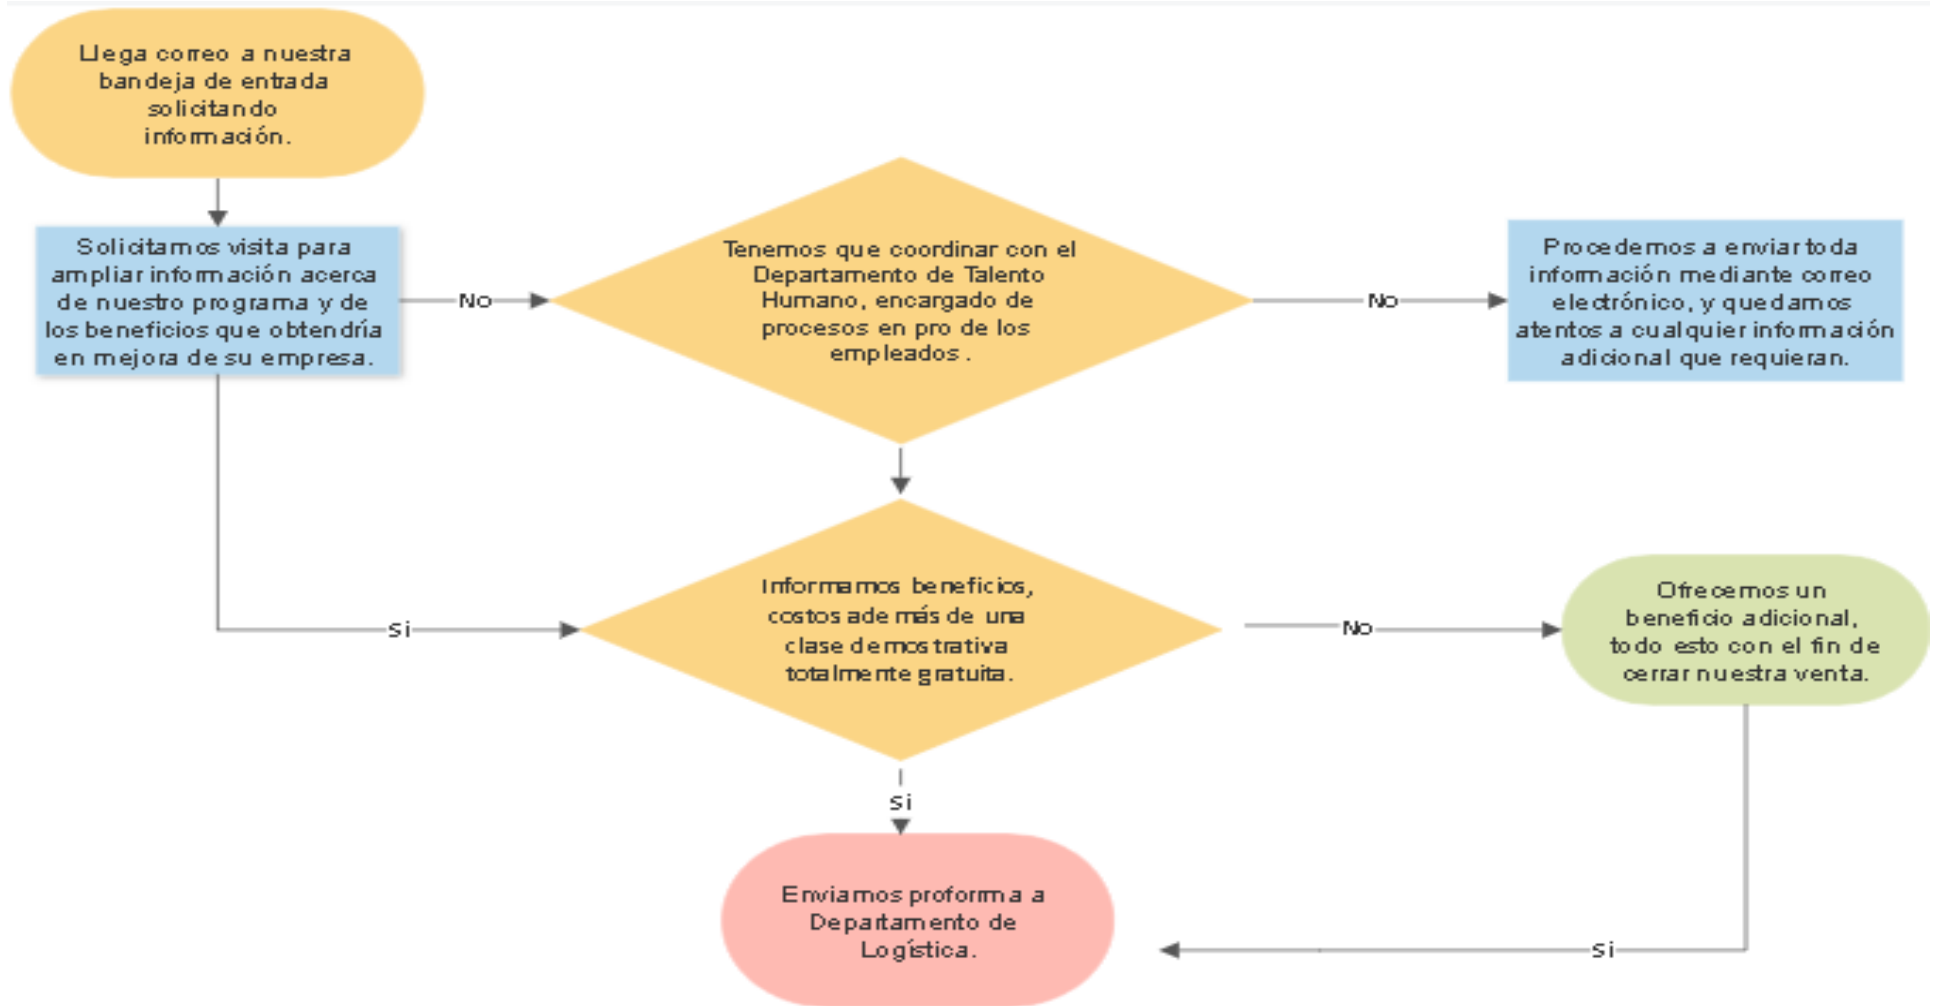 Llega correo a nuestra
bandeja de entrada
solicitando
información.
Solicitamos visita para
ampliar información acerca
de nuestro programa y de
los beneficios que obtendría
en mejora de su empresa.
No
Tenemos que coordinar con el
Departamento de Talento
Humano, encargado de
procesos en pro de los
empleados.
No
Procedemos a enviar toda
información mediante correo
electrónico, y quedamos
atentos a cualquier información
adicional que requieran.
Si
Informamos beneficios,
costos además de una
clase demostrativa
totalmente gratuita.
No
Ofrecemos un
beneficio adicional,
todo esto con el fin de
cerrar nuestra venta.
Si
Enviamos proforma a
Departamento de
Logística.
Si